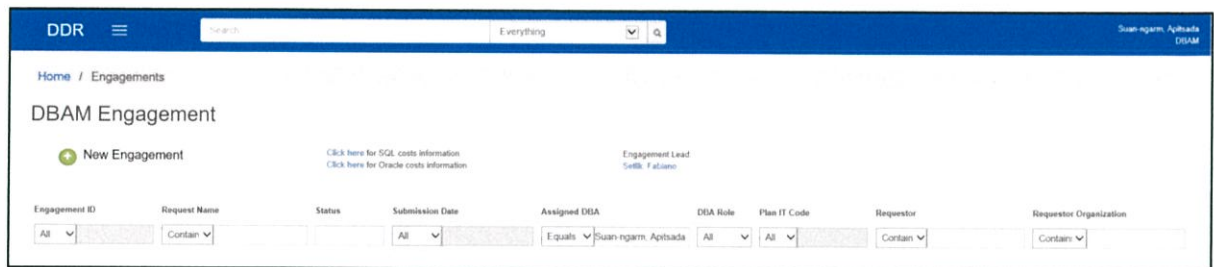 DDR Search Everything Suan-ngarm, Apitsada
DBAM
Home / Engagements
DBAM Engagement
New Engagement
Click here for SQL costs information
Click here for Oracle costs information
Engagement Lead
Setlik, Fabiano
Engagement ID Request Name Status Submission Date Assigned DBA DBA Role Plan IT Code Requestor Requestor Organization
All Contain All Equals Suan-ngarm, Apitsada All All Contain Contain